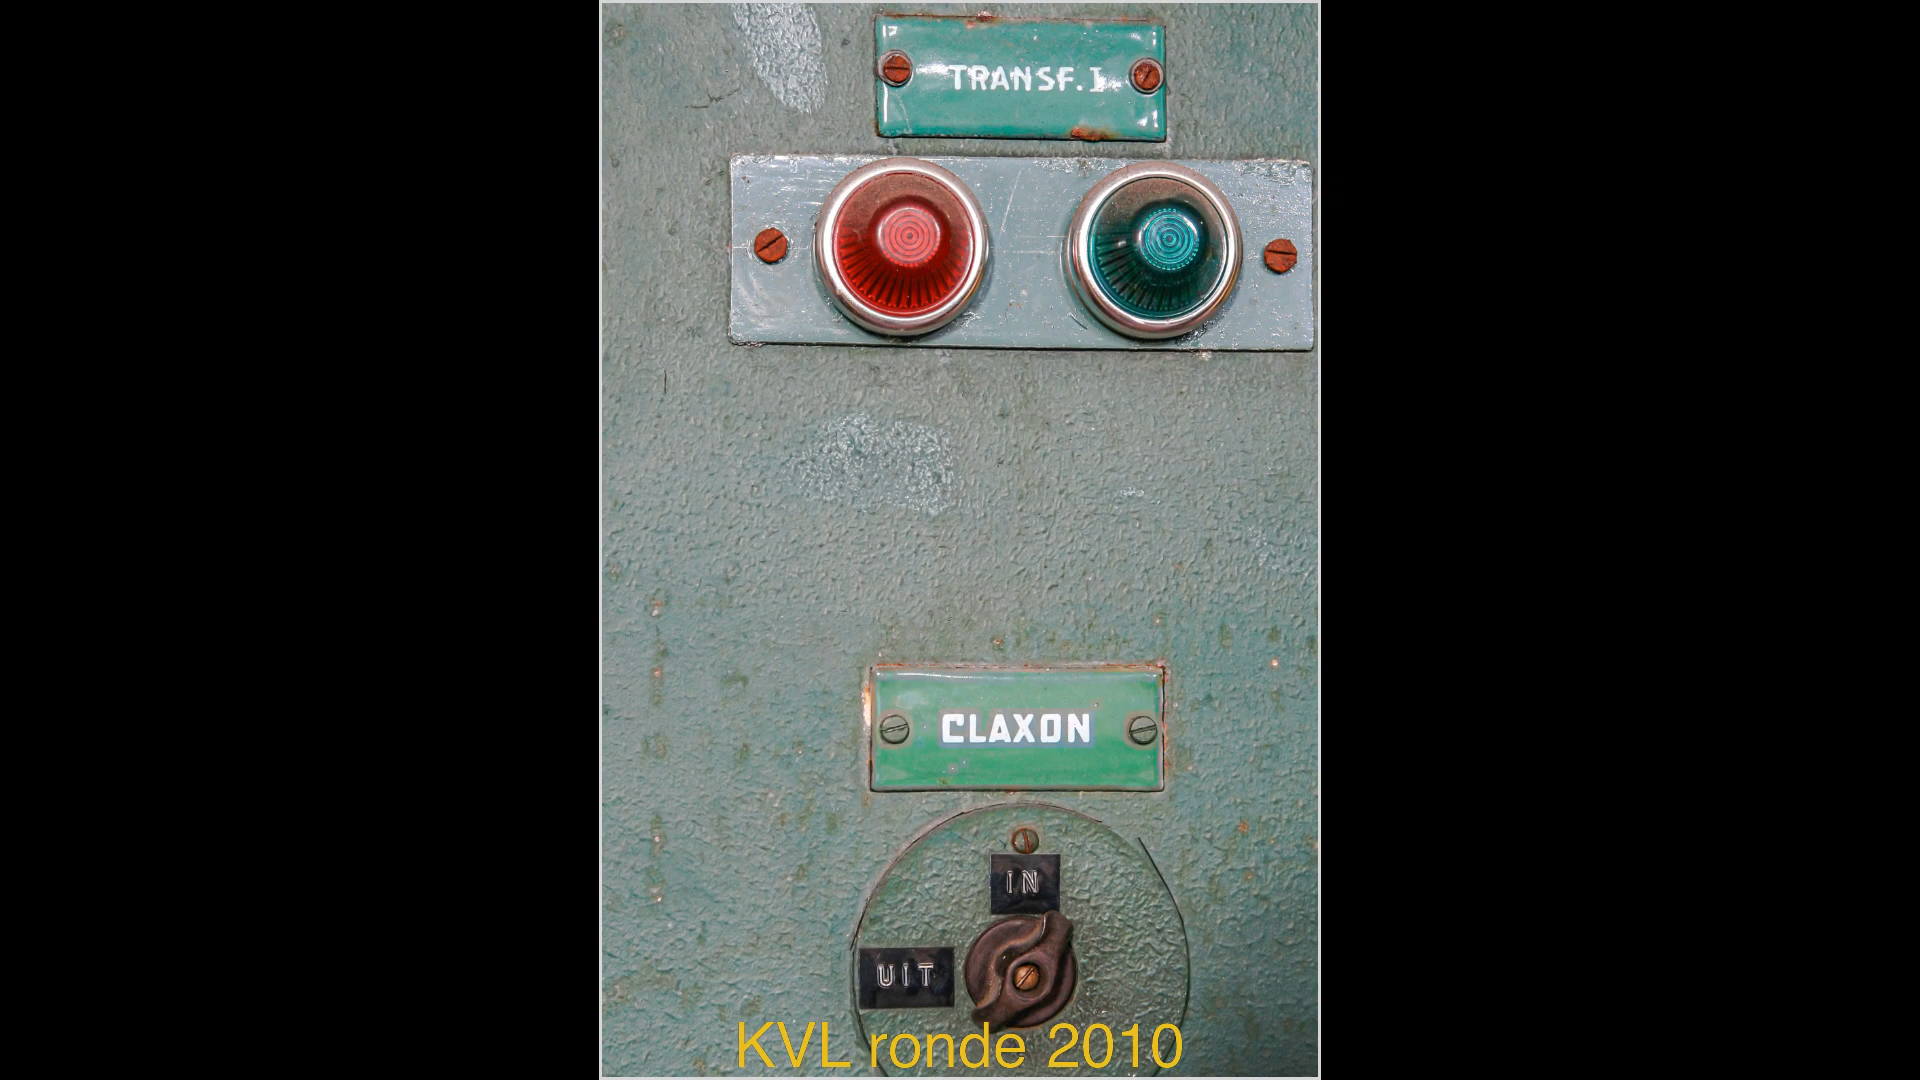 TRANSF.I
CLAXON
IN
UIT
KVL ronde 2010